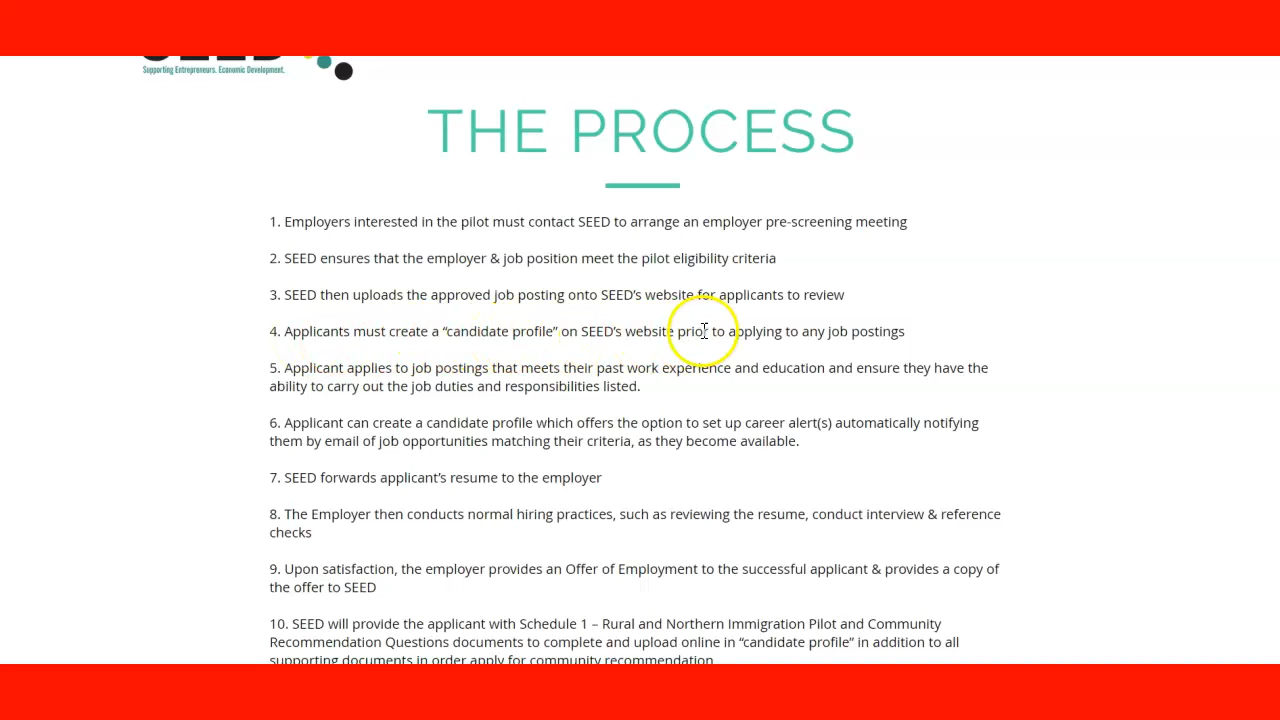 Supporting Entrepreneurs. Economic Development.
THE PROCESS
1. Employers interested in the pilot must contact SEED to arrange an employer pre-screening meeting
2. SEED ensures that the employer & job position meet the pilot eligibility criteria
3. SEED then uploads the approved job posting onto SEED’s website for applicants to review
4. Applicants must create a “candidate profile” on SEED’s website prior to applying to any job postings
5. Applicant applies to job postings that meets their past work experience and education and ensure they have the
ability to carry out the job duties and responsibilities listed.
6. Applicant can create a candidate profile which offers the option to set up career alert(s) automatically notifying
them by email of job opportunities matching their criteria, as they become available.
7. SEED forwards applicant’s resume to the employer
8. The Employer then conducts normal hiring practices, such as reviewing the resume, conduct interview & reference
checks
9. Upon satisfaction, the employer provides an Offer of Employment to the successful applicant & provides a copy of
the offer to SEED
10. SEED will provide the applicant with Schedule 1 – Rural and Northern Immigration Pilot and Community
Recommendation Questions documents to complete and upload online in “candidate profile” in addition to all
supporting documents in order apply for community recommendation